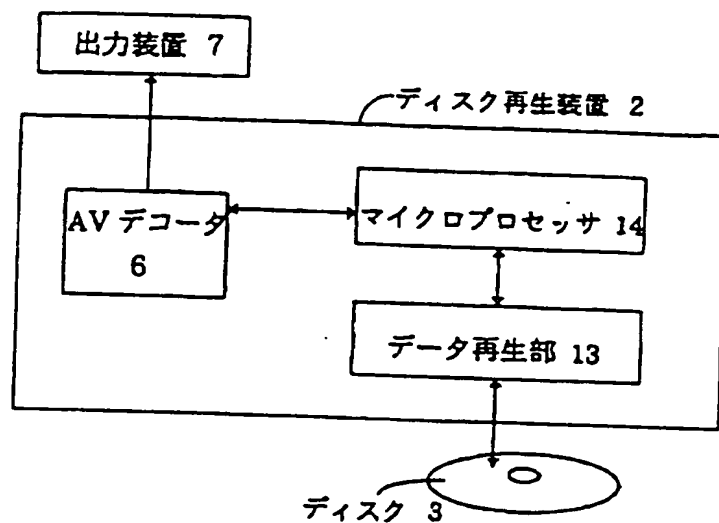 出力装置 7
ディスク再生装置 2
AV デコータ
6
マイクロプロセッサ 14
データ再生部 13
ディスク 3